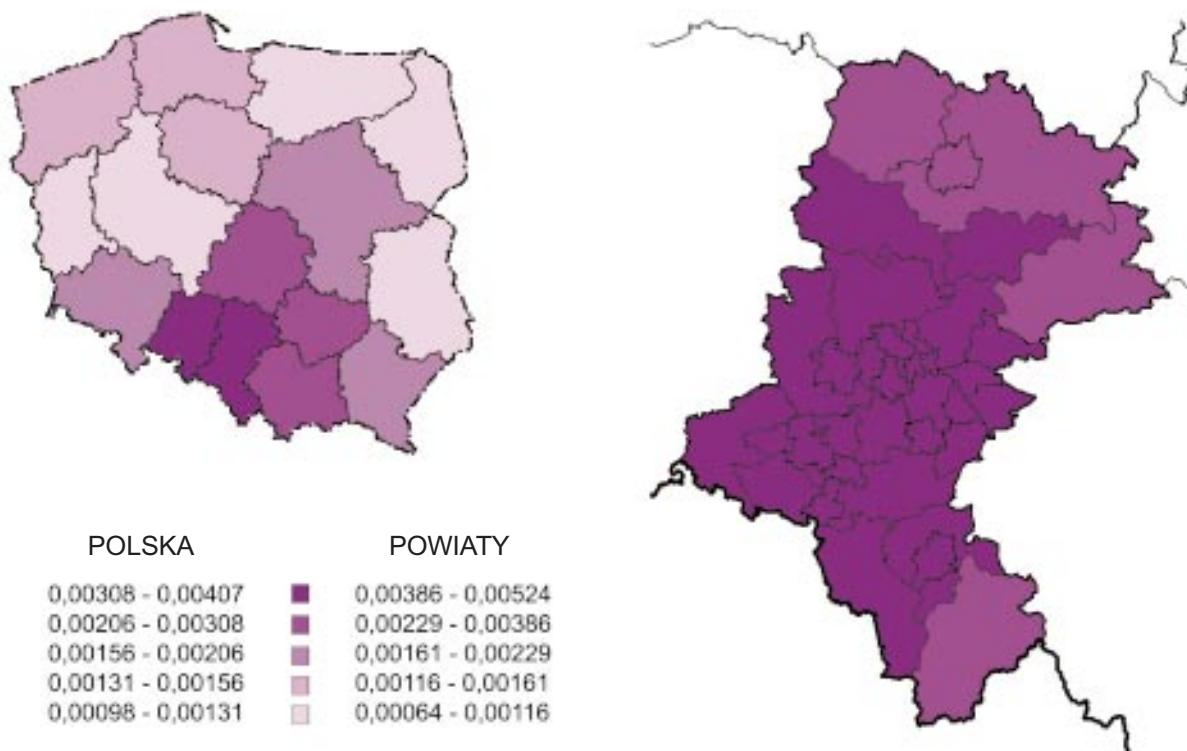 POLSKA POWIATY
0,00308 - 0,00407 0,00386 - 0,00524
0,00206 - 0,00308 0,00229 - 0,00386
0,00156 - 0,00206 0,00161 - 0,00229
0,00131 - 0,00156 0,00116 - 0,00161
0,00098 - 0,00131 0,00064 - 0,00116